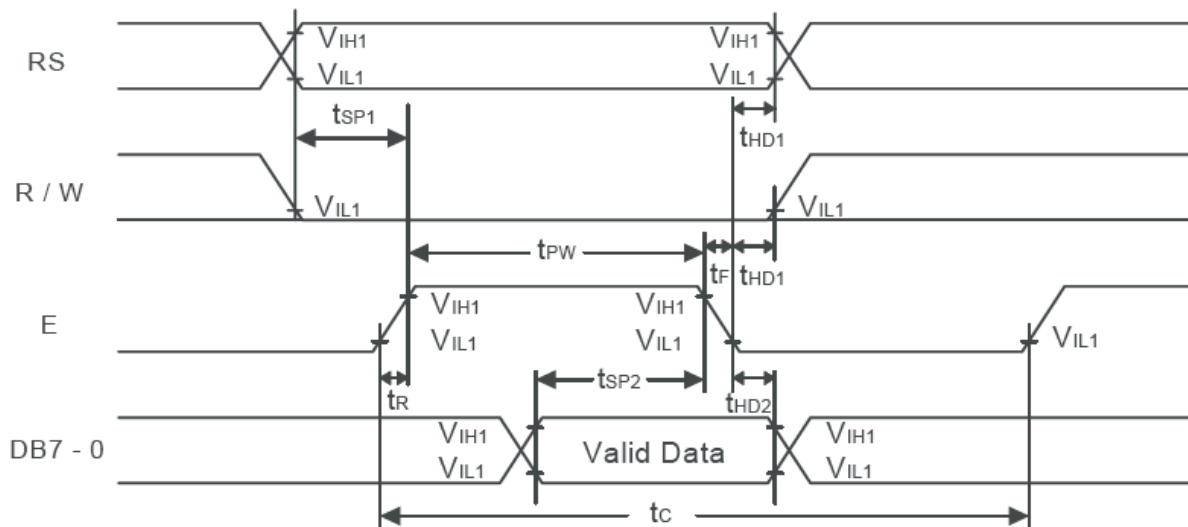 RS
VIH1 VIH1
VIL1 VIL1
tSP1 tHD1
R / W
VIL1 VIL1
tPW tF tHD1
E
VIH1 VIH1
VIL1 VIL1 VIL1
tR tSP2 tHD2
DB7 - 0
VIH1 Valid Data VIH1
VIL1 VIL1
tC